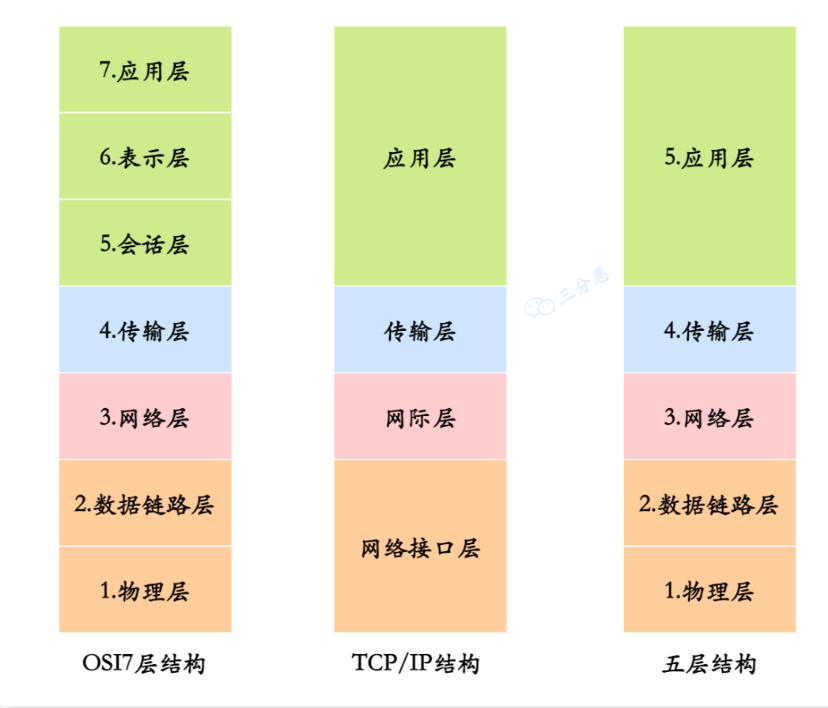 7.应用层
6.表示层
5.会话层
4.传输层
3.网络层
2.数据链路层
1.物理层
OSI7层结构
应用层
传输层
网际层
网络接口层
TCP/IP结构
5.应用层
4.传输层
3.网络层
2.数据链路层
1.物理层
五层结构
三分恶